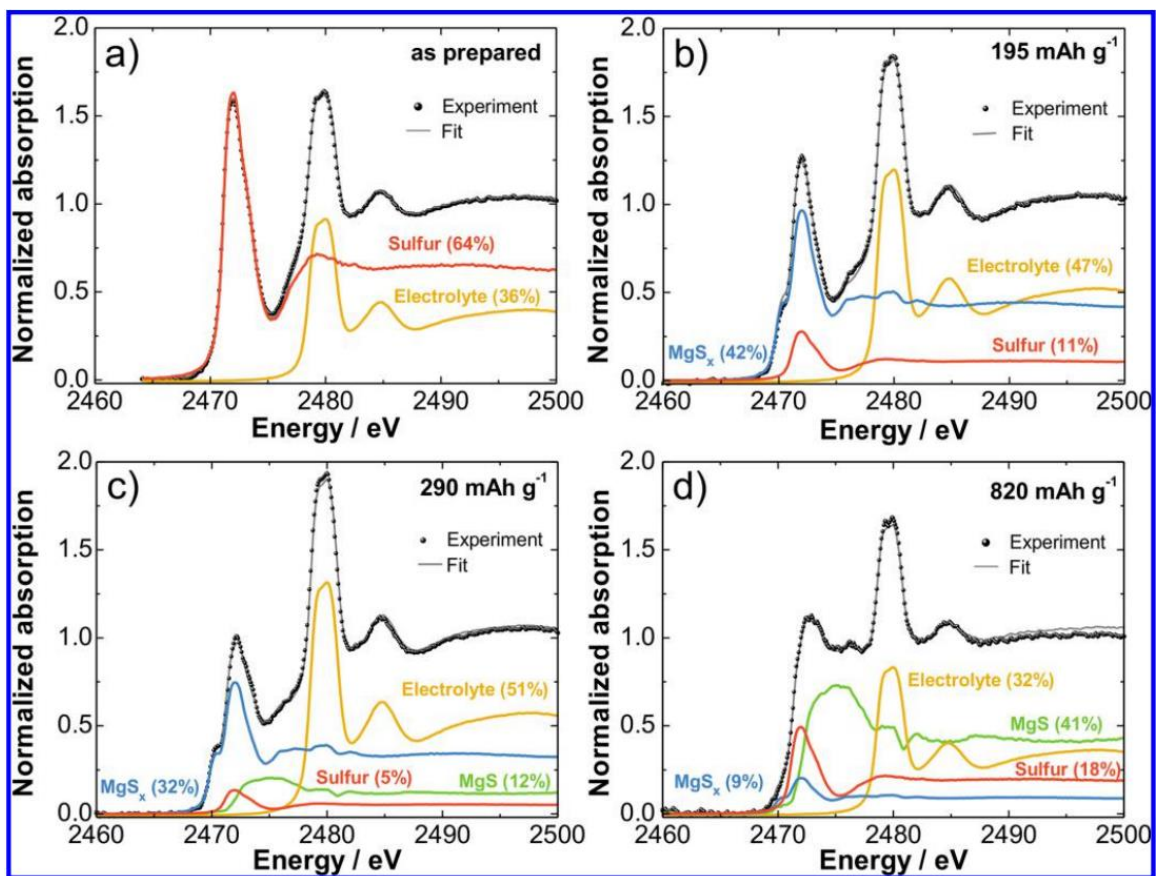 a)
as prepared
Experiment
Fit
Sulfur (64%)
Electrolyte (36%)
Normalized absorption
2.0
1.5
1.0
0.5
0.0
2460 2470 2480 2490 2500
Energy / eV
b)
195 mAh g⁻¹
Experiment
Fit
Electrolyte (47%)
MgSₓ (42%)
Sulfur (11%)
Normalized absorption
2.0
1.5
1.0
0.5
0.0
2460 2470 2480 2490 2500
Energy / eV
c)
290 mAh g⁻¹
Experiment
Fit
Electrolyte (51%)
MgSₓ (32%)
Sulfur (5%)
MgS (12%)
Normalized absorption
2.0
1.5
1.0
0.5
0.0
2460 2470 2480 2490 2500
Energy / eV
d)
820 mAh g⁻¹
Experiment
Fit
Electrolyte (32%)
MgS (41%)
Sulfur (18%)
MgSₓ (9%)
Normalized absorption
2.0
1.5
1.0
0.5
0.0
2460 2470 2480 2490 2500
Energy / eV